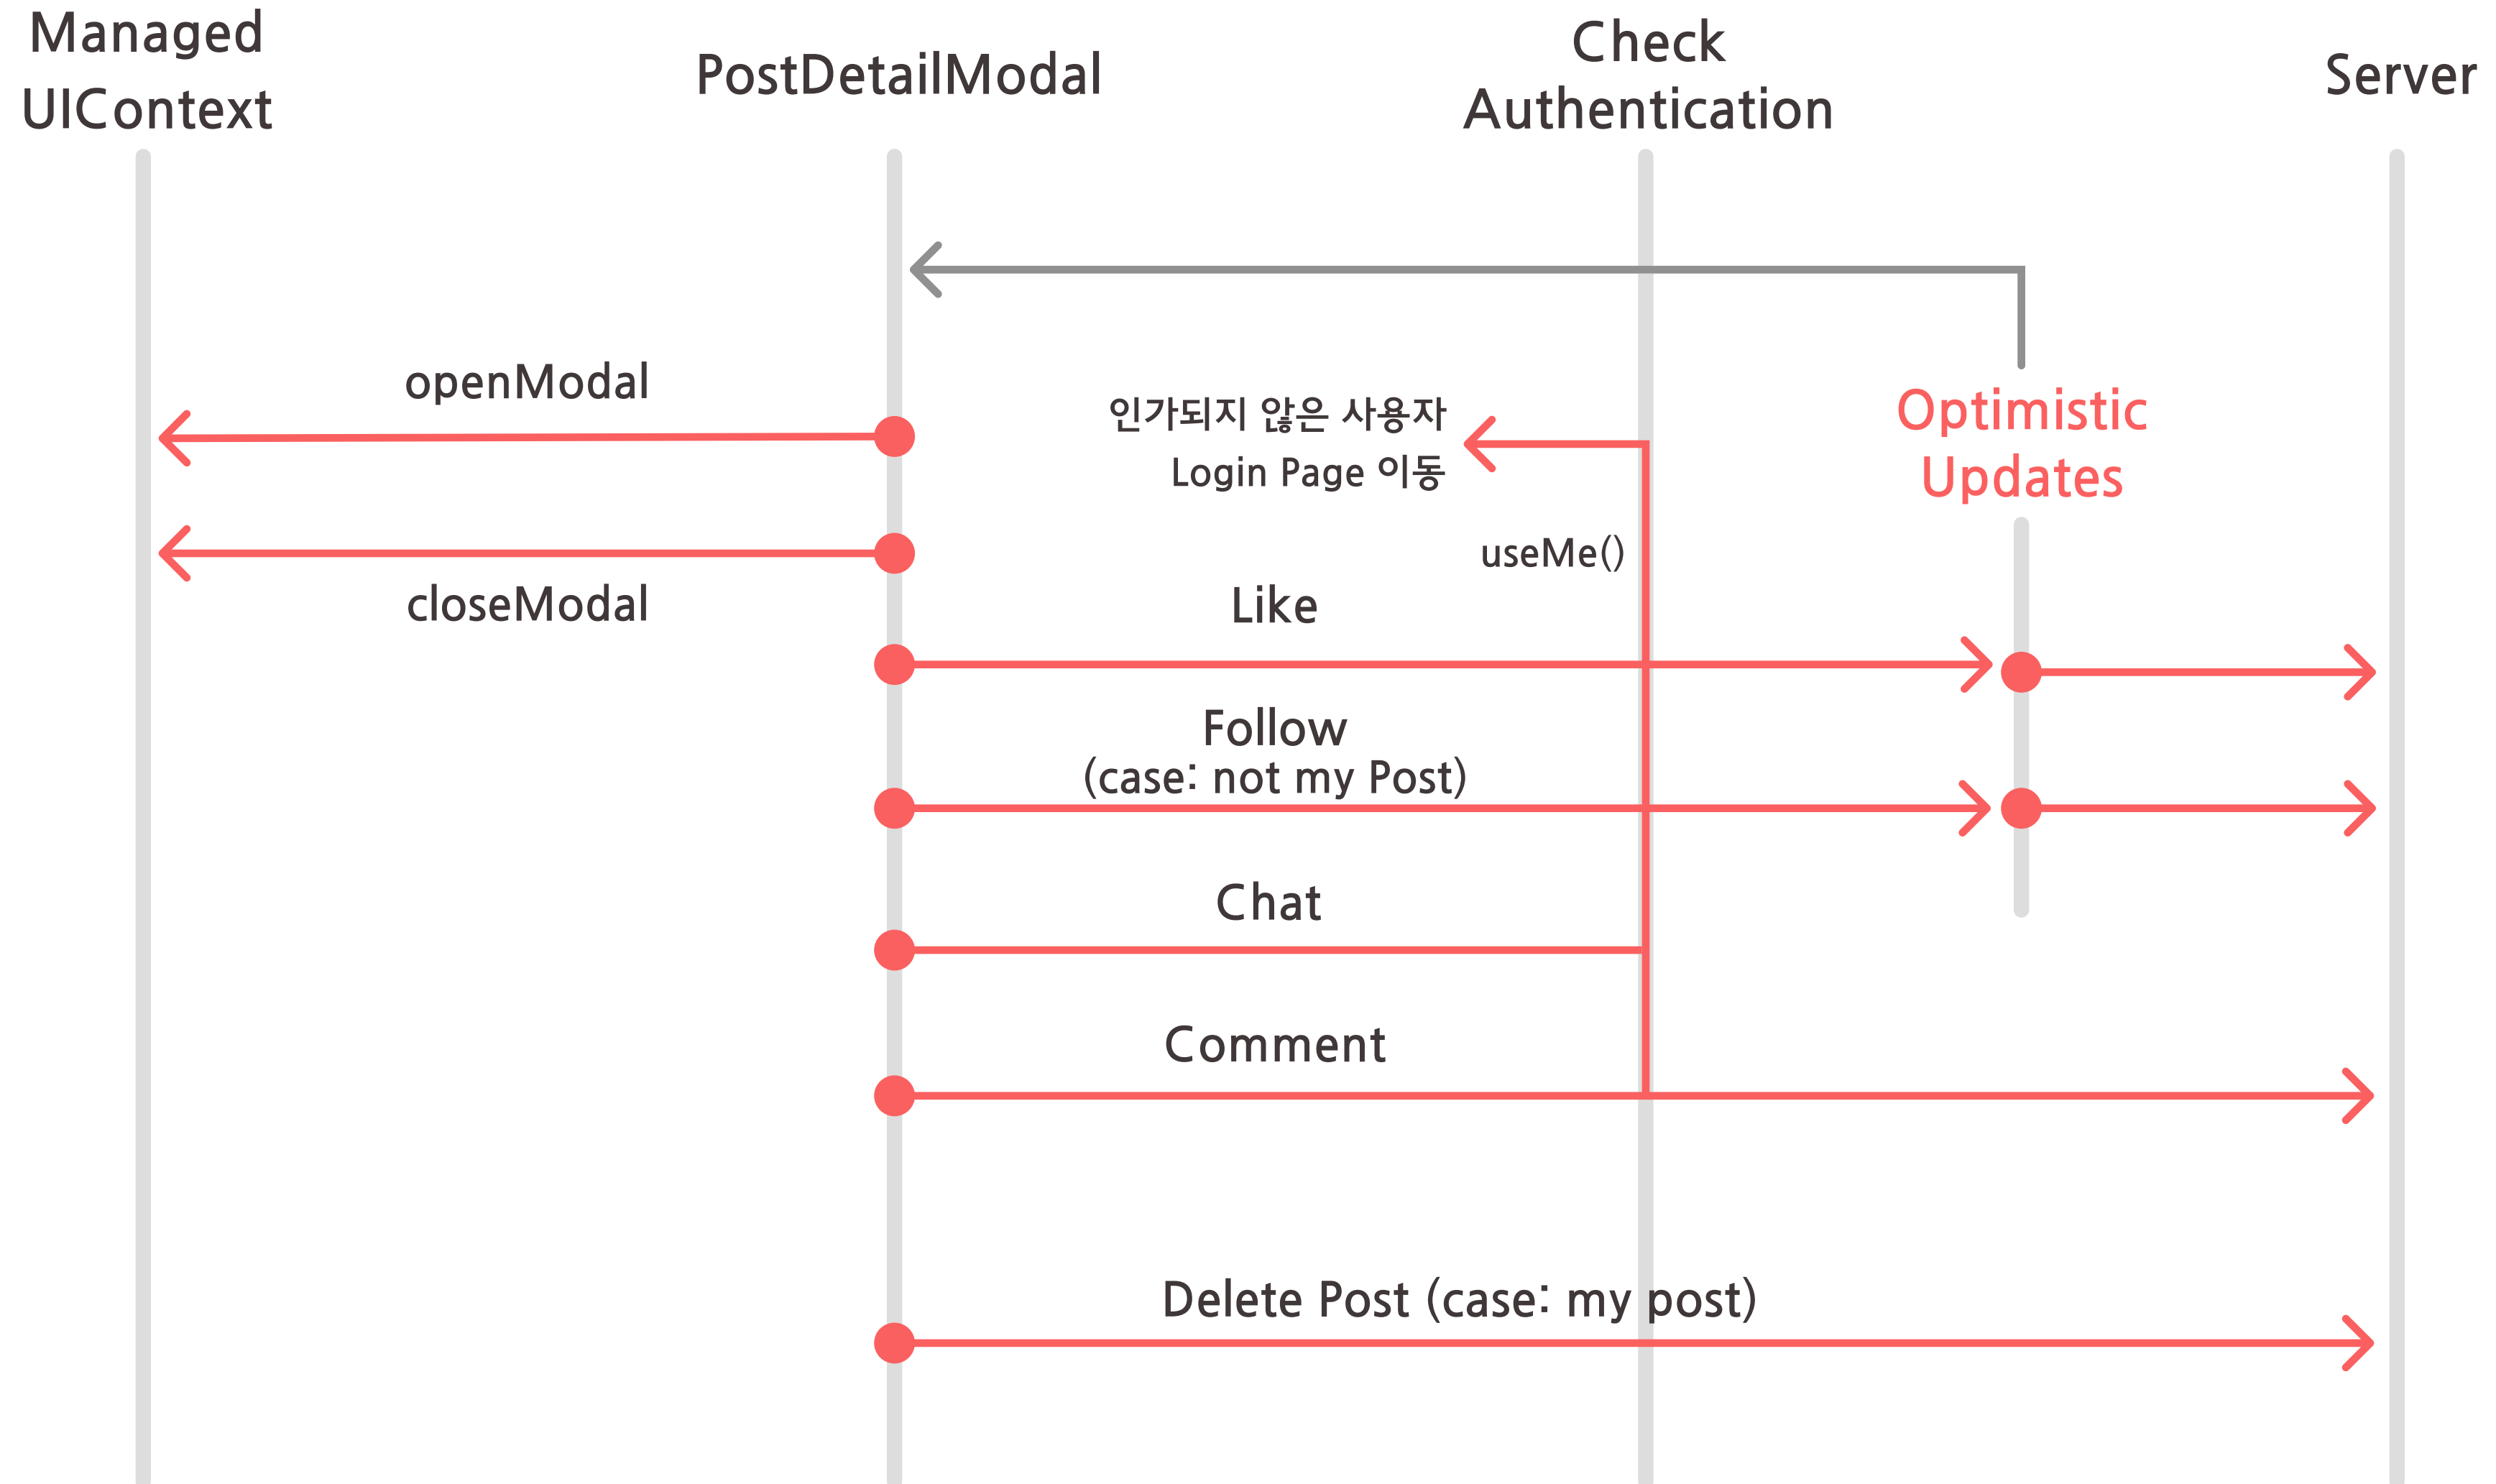 Managed
UIContext
PostDetailModal
Check
Authentication
Server
openModal
closeModal
인가되지 않은 사용자
Login Page 이동
useMe()
Optimistic
Updates
Like
Follow
(case: not my Post)
Chat
Comment
Delete Post (case: my post)